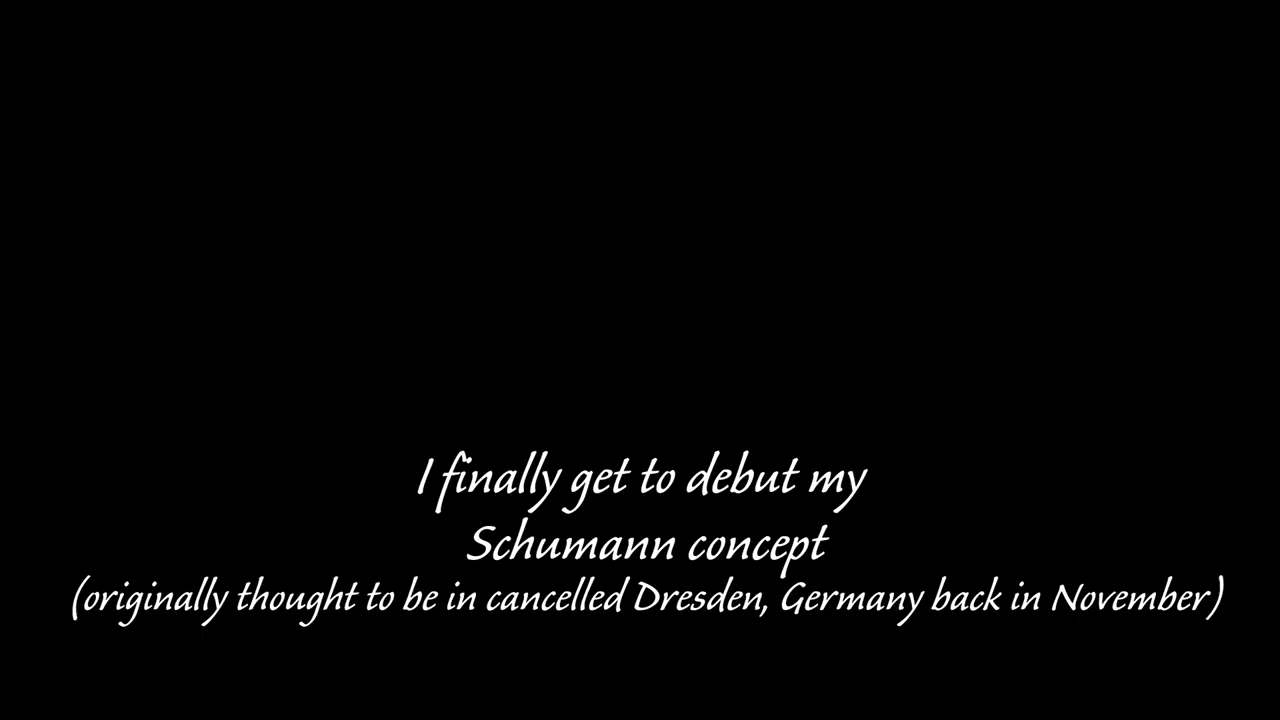 I finally get to debut my
Schumann concept
(originally thought to be in cancelled Dresden, Germany back in November)